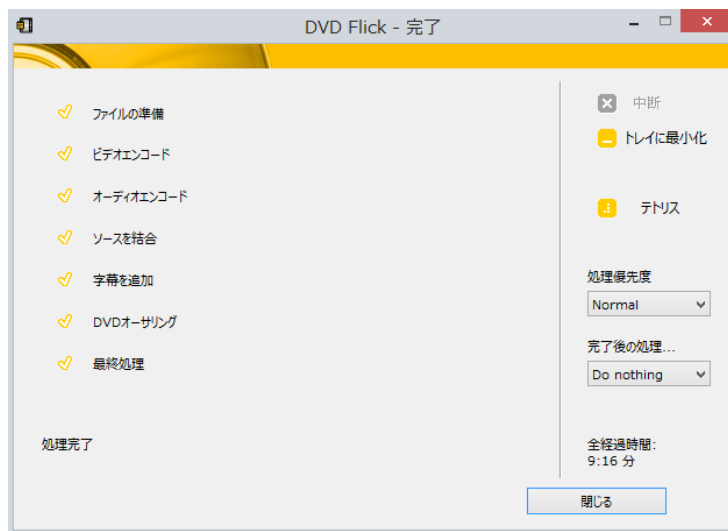 DVD Flick - 完了
ファイルの準備
ビデオエンコード
オーディオエンコード
ソースを結合
字幕を追加
DVDオーサリング
最終処理
処理完了
中断
トレイに最小化
テトリス
処理優先度
Normal
完了後の処理...
Do nothing
全経過時間:
9:16 分
閉じる